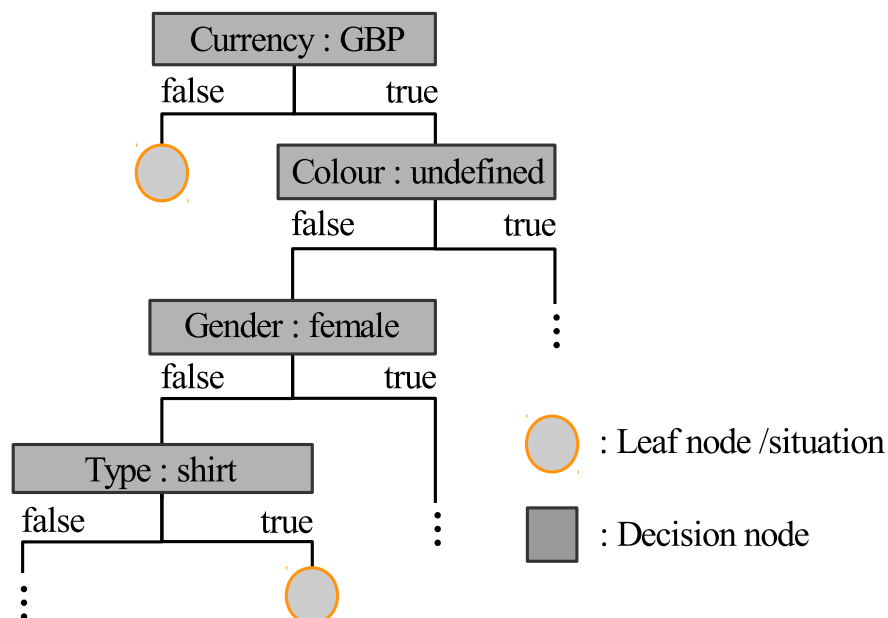 Currency : GBP
false
true
Colour : undefined
false
true
Gender : female
false
true
Type : shirt
false
true
: Leaf node /situation
: Decision node